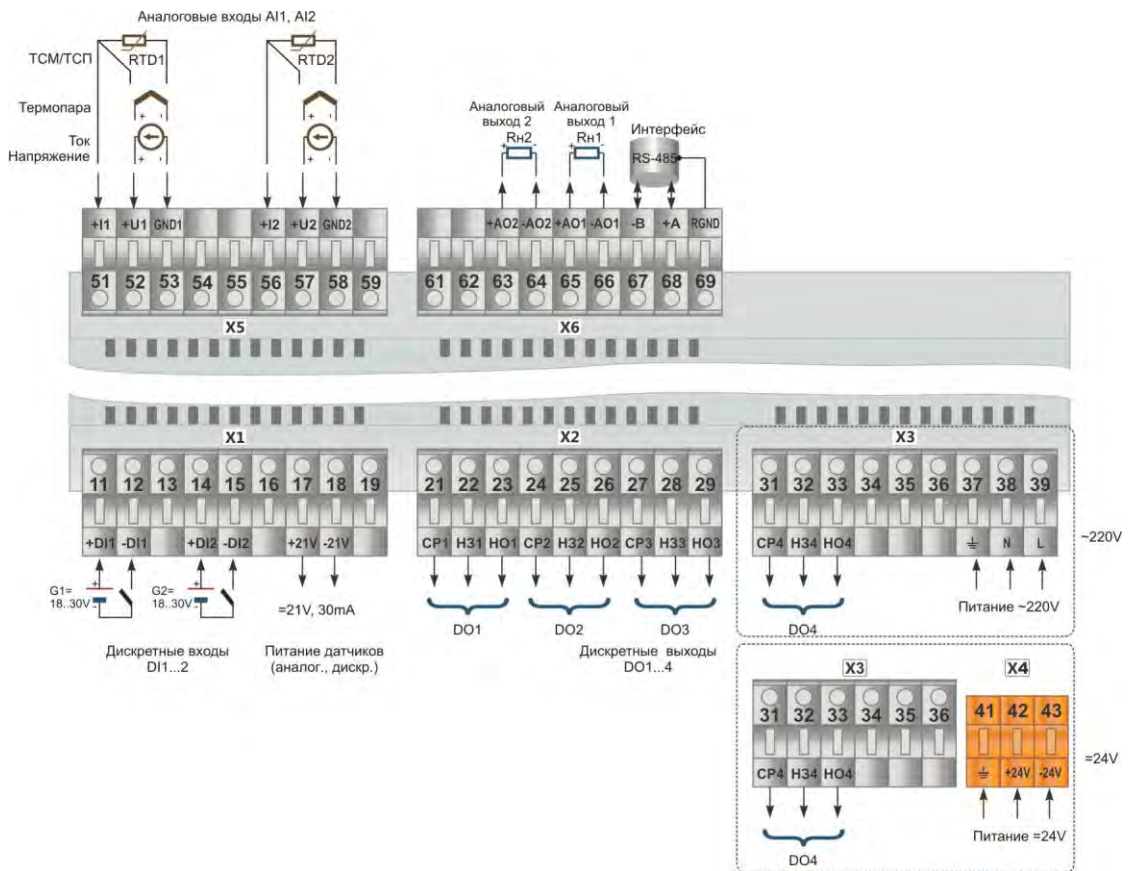 Аналоговые входы AI1, AI2
ТСМ/ТСП
RTD1
RTD2
Термопара
+ -
+ -
Ток
Напряжение
+ -
+ -
Аналоговый выход 2
Rн2
+ -
Аналоговый выход 1
Rн1
+ -
Интерфейс
RS-485
+I1 +U1 GND1 +I2 +U2 GND2
51 52 53 54 55 56 57 58 59
X5
+AO2 -AO2 +AO1 -AO1 -B +A RGND
61 62 63 64 65 66 67 68 69
X6
X1
11 12 13 14 15 16 17 18 19
+DI1 -DI1 +DI2 -DI2 +21V -21V
G1=
18..30V
+
-
G2=
18..30V
+
-
=21V, 30mA
Дискретные входы
DI1...2
Питание датчиков
(аналог., дискр.)
X2
21 22 23 24 25 26 27 28 29
CP1 H31 HO1 CP2 H32 HO2 CP3 H33 HO3
DO1
DO2
DO3
Дискретные выходы
DO1...4
X3
31 32 33 34 35 36 37 38 39
CP4 H34 HO4 N L
~220V
Питание ~220V
DO4
X3
31 32 33 34 35 36
CP4 H34 HO4
DO4
X4
41 42 43
+24V -24V
=24V
Питание =24V